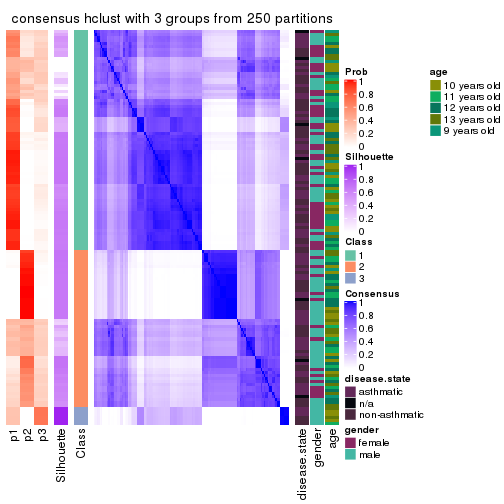 consensus hclust with 3 groups from 250 partitions
Prob
1
0.8
0.6
0.4
0.2
0
Silhouette
1
0.8
0.6
0.4
0.2
0
Class
1
2
3
Consensus
1
0.8
0.6
0.4
0.2
0
disease.state
asthmatic
n/a
non-asthmatic
gender
female
male
age
10 years old
11 years old
12 years old
13 years old
9 years old
p1
p2
p3
Silhouette
Class
disease.state
gender
age